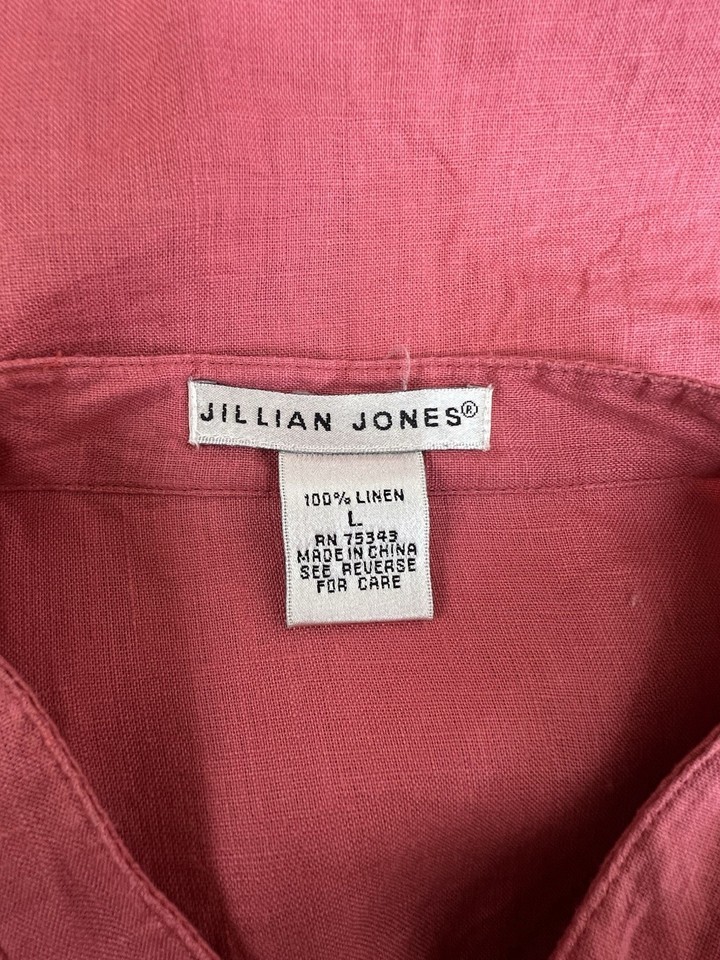 JILLIAN JONES®
100% LINEN
L
RN 75343
MADE IN CHINA
SEE REVERSE
FOR CARE